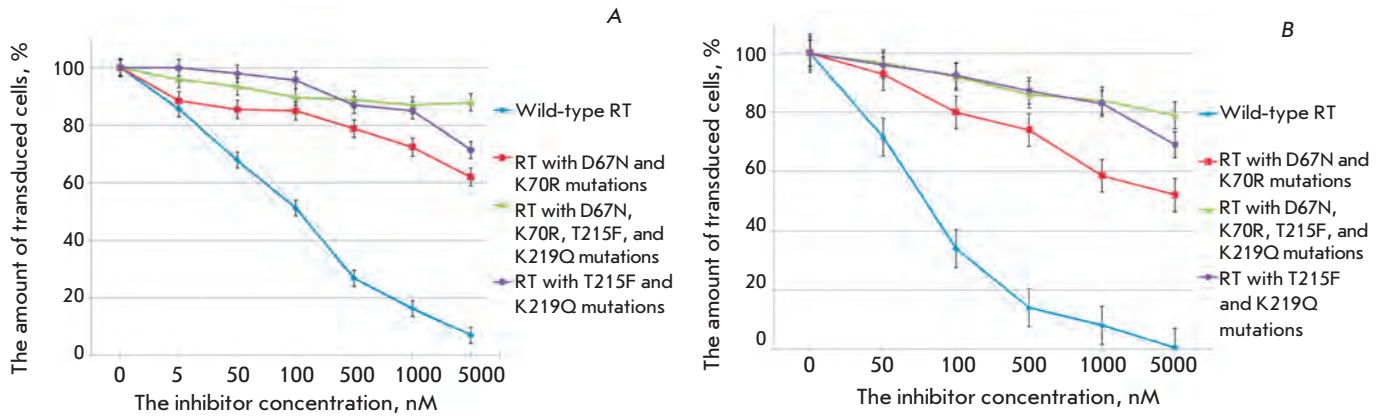 A
The amount of transduced cells, %
100
80
60
40
20
0
0 5 50 100 500 1000 5000
The inhibitor concentration, nM
Wild-type RT
RT with D67N and
K70R mutations
RT with D67N,
K70R, T215F, and
K219Q mutations
RT with T215F and
K219Q mutations
B
The amount of transduced cells, %
100
80
60
40
20
0
0 50 100 500 1000 5000
The inhibitor concentration, nM
Wild-type RT
RT with D67N and
K70R mutations
RT with D67N,
K70R, T215F, and
K219Q mutations
RT with T215F
and K219Q
mutations